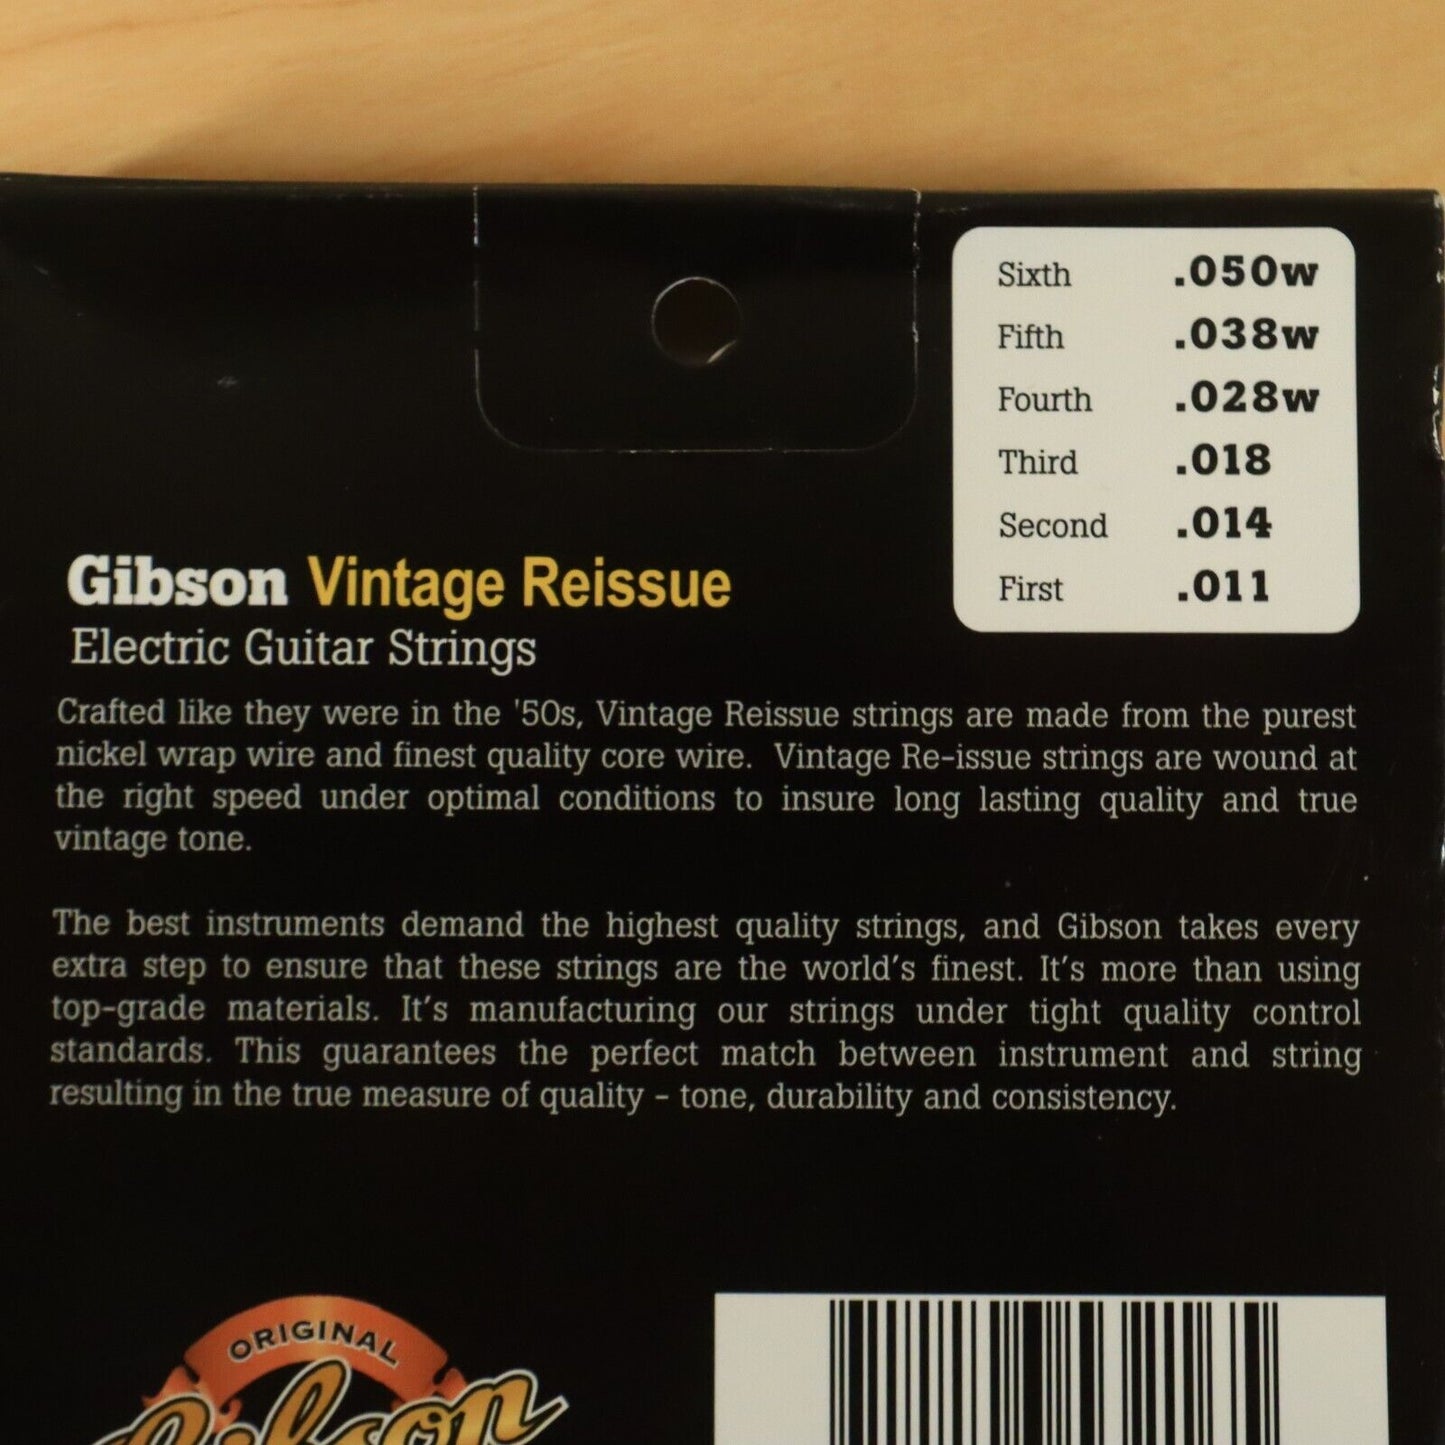 Sixth .050w
Fifth .038w
Fourth .028w
Third .018
Second .014
First .011
Gibson Vintage Reissue
Electric Guitar Strings
Crafted like they were in the '50s, Vintage Reissue strings are made from the purest
nickel wrap wire and finest quality core wire. Vintage Re-issue strings are wound at
the right speed under optimal conditions to insure long lasting quality and true
vintage tone.
The best instruments demand the highest quality strings, and Gibson takes every
extra step to ensure that these strings are the world's finest. It's more than using
top-grade materials. It's manufacturing our strings under tight quality control
standards. This guarantees the perfect match between instrument and string
resulting in the true measure of quality - tone, durability and consistency.
ORIGINAL
Gibson